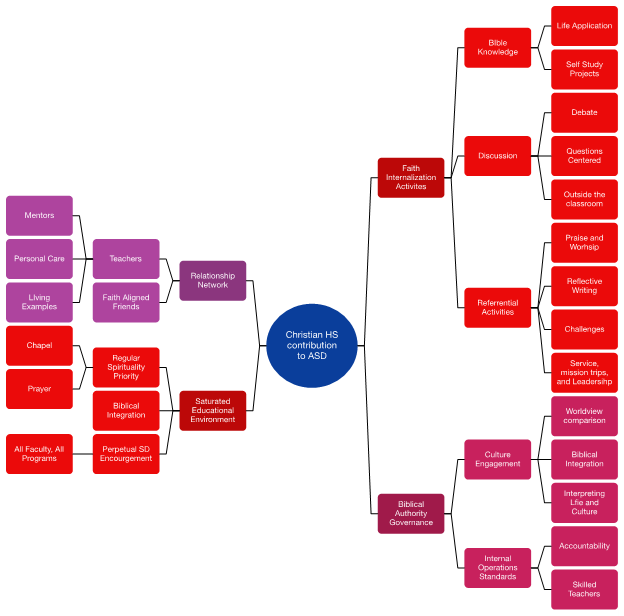 Christian HS
contribution
to ASD
Relationship
Network
Teachers
Mentors
Personal Care
LIving
Examples
Faith Aligned
Friends
Saturated
Educational
Environment
Regular
Spirituality
Priority
Chapel
Prayer
Biblical
Integration
Perpetual SD
Encourgement
All Faculty, All
Programs
Faith
Internalization
Activites
Bible
Knowledge
Life Application
Self Study
Projects
Discussion
Debate
Questions
Centered
Outside the
classroom
Referrential
Activities
Praise and
Worhsip
Reflective
Writing
Challenges
Service,
mission trips,
and Leadersihp
Biblical
Authority
Governance
Culture
Engagement
Worldview
comparison
Biblical
Integration
Interpreting
Lfie and
Culture
Internal
Operations
Standards
Accountability
Skilled
Teachers